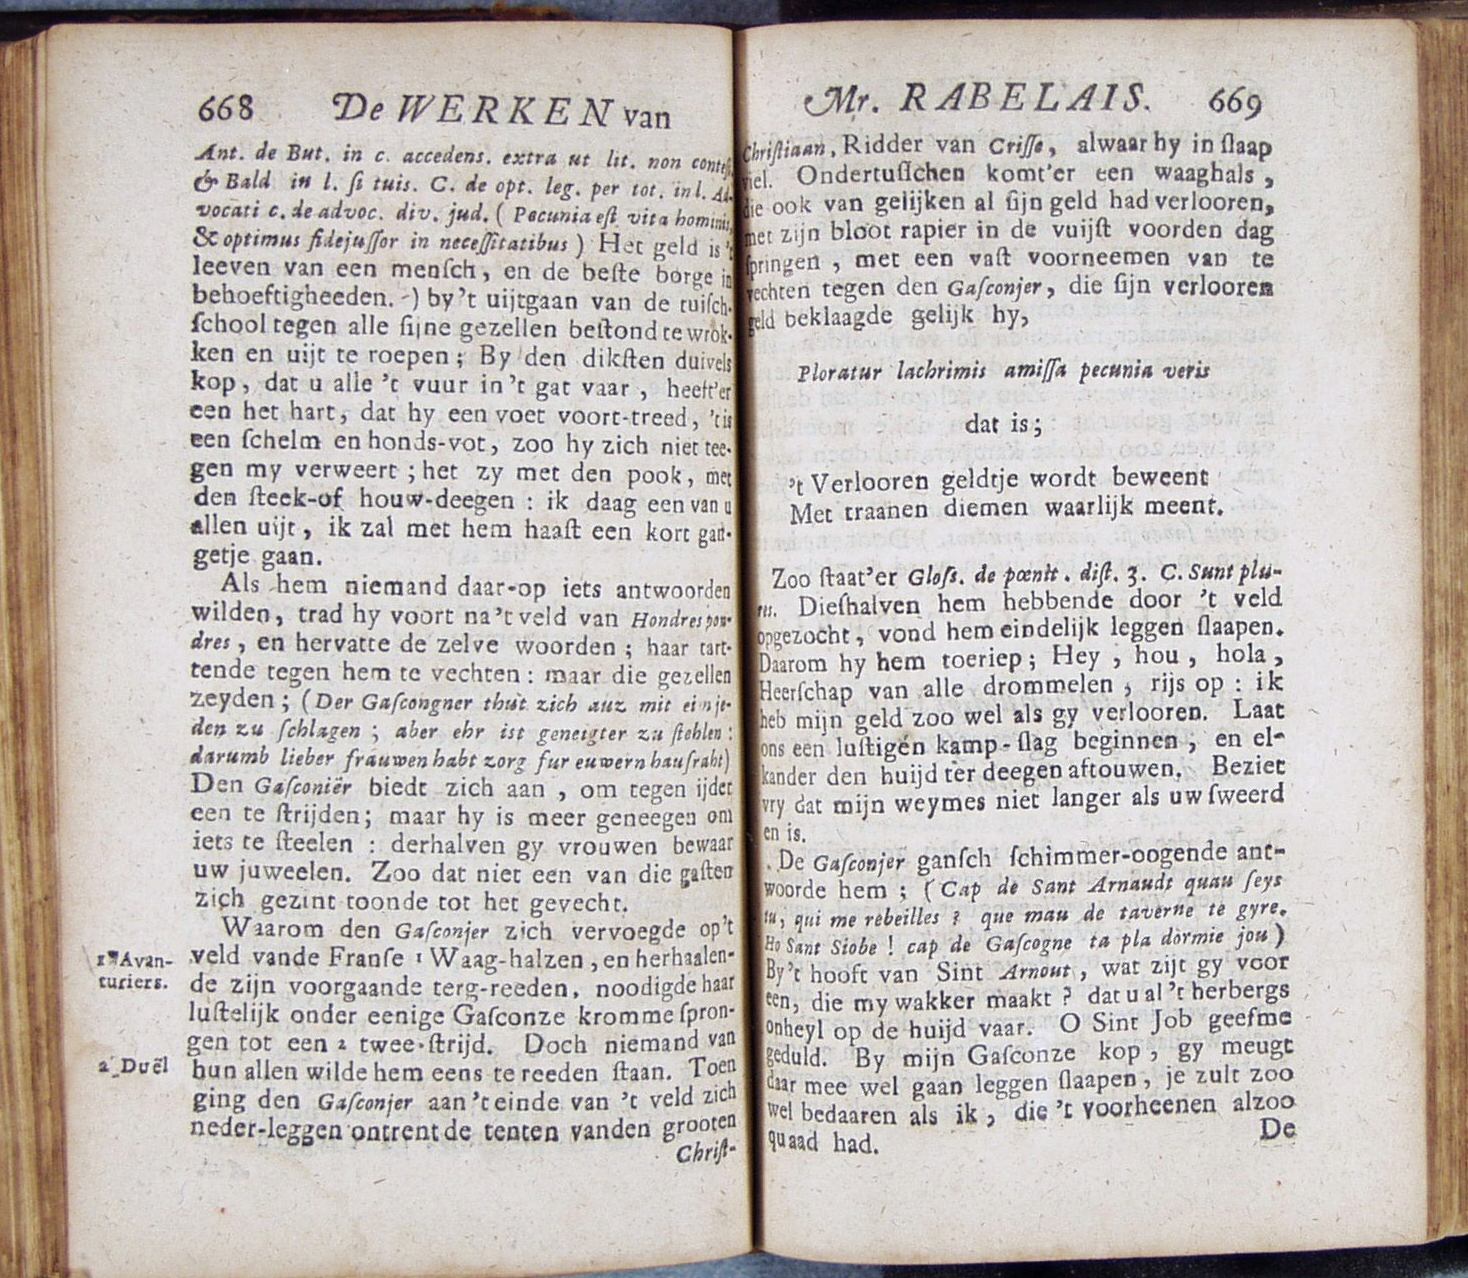 668 De WERKEN van
Ant. de But. in c. accedens. extra ut lit. non contest.
& Bald in l. ſi tuis. C. de opt. leg. per tot. in l. Ad-
vocati c. de advoc. div. jud. ( Pecunia eſt vita hominis,
& optimus fidejuſſor in neceſſitatibus ) Het geld is 't
leeven van een menſch, en de beſte borge in
behoeftigheeden. ) by 't uijtgaan van de tuiſch-
ſchool tegen alle ſijne gezellen beſtond te wrok-
ken en uijt te roepen ; By den dikſten duivels
kop, dat u alle 't vuur in 't gat vaar , heeft'er
een het hart, dat hy een voet voort-treed, 't is
een ſchelm en honds-vot, zoo hy zich niet tee-
gen my verweert ; het zy met den pook, met
den ſteek-of houw-deegen : ik daag een van u
allen uijt, ik zal met hem haaſt een kort gan-
getje gaan.
Als hem niemand daar-op iets antwoorden
wilden, trad hy voort na 't veld van Hondrespon-
dres, en hervatte de zelve woorden ; haar tart-
tende tegen hem te vechten : maar die gezellen
zeyden ; (Der Gaſcongner thut zich auz mit ein je-
den zu ſchlagen ; aber ehr ist geneigter zu ſtehlen :
darumb lieber frauwen habt zorg fur euwern hauſraht)
Den Gaſconiër biedt zich aan , om tegen ijder
een te ſtrijden; maar hy is meer geneegen om
iets te ſteelen : derhalven gy vrouwen bewaar
uw juweelen. Zoo dat niet een van die gaſten
zich gezint toonde tot het gevecht.
Waarom den Gaſconjer zich vervoegde op 't
1 Avan- veld vande Franſe 1 Waag-halzen , en herhaalen-
turiers. de zijn voorgaande terg-reeden, noodigde haar
luſtelijk onder eenige Gaſconze kromme ſpron-
gen tot een 2 twee-ſtrijd. Doch niemand van
2 Duël hun allen wilde hem eens te reeden ſtaan. Toen
ging den Gaſconjer aan 't einde van 't veld zich
neder-leggen ontrent de tenten vanden grooten
Chriſt-
Mr. RABELAIS. 669
Chriſtiaan, Ridder van Criſſe, alwaar hy in ſlaap
viel. Ondertuſſchen komt'er een waaghals ,
die ook van gelijken al ſijn geld had verlooren,
met zijn bloot rapier in de vuijſt voorden dag
ſpringen , met een vaſt voorneemen van te
vechten tegen den Gaſconjer, die ſijn verlooren
geld beklaagde gelijk hy,
Ploratur lachrimis amiſſa pecunia veris
dat is ;
't Verlooren geldtje wordt beweent
Met traanen diemen waarlijk meent.
Zoo ſtaat'er Gloſs. de pœnit. diſt. 3. C. Sunt plu-
res. Dieſhalven hem hebbende door 't veld
opgezocht, vond hem eindelijk leggen ſlaapen.
Daarom hy hem toeriep ; Hey , hou , hola ,
Heerſchap van alle drommelen , rijs op : ik
heb mijn geld zoo wel als gy verlooren. Laat
ons een luſtigen kamp-ſlag beginnen , en el-
kander den huijd ter deegen aftouwen. Beziet
vry dat mijn weymes niet langer als uw ſweerd
en is.
De Gaſconjer ganſch ſchimmer-oogende ant-
woorde hem ; ( Cap de Sant Arnaudt quau ſeys
tu, qui me rebeilles ? que mau de taverne te gyre.
Ho Sant Siobe ! cap de Gaſcogne ta pla dormie jou )
By 't hooft van Sint Arnout, wat zijt gy voor
een, die my wakker maakt ? dat u al 't herbergs
onheyl op de huijd vaar. O Sint Job geefme
geduld. By mijn Gaſconze kop , gy meugt
daar mee wel gaan leggen ſlaapen, je zult zoo
wel bedaaren als ik , die 't voorheenen alzoo
quaad had.
De